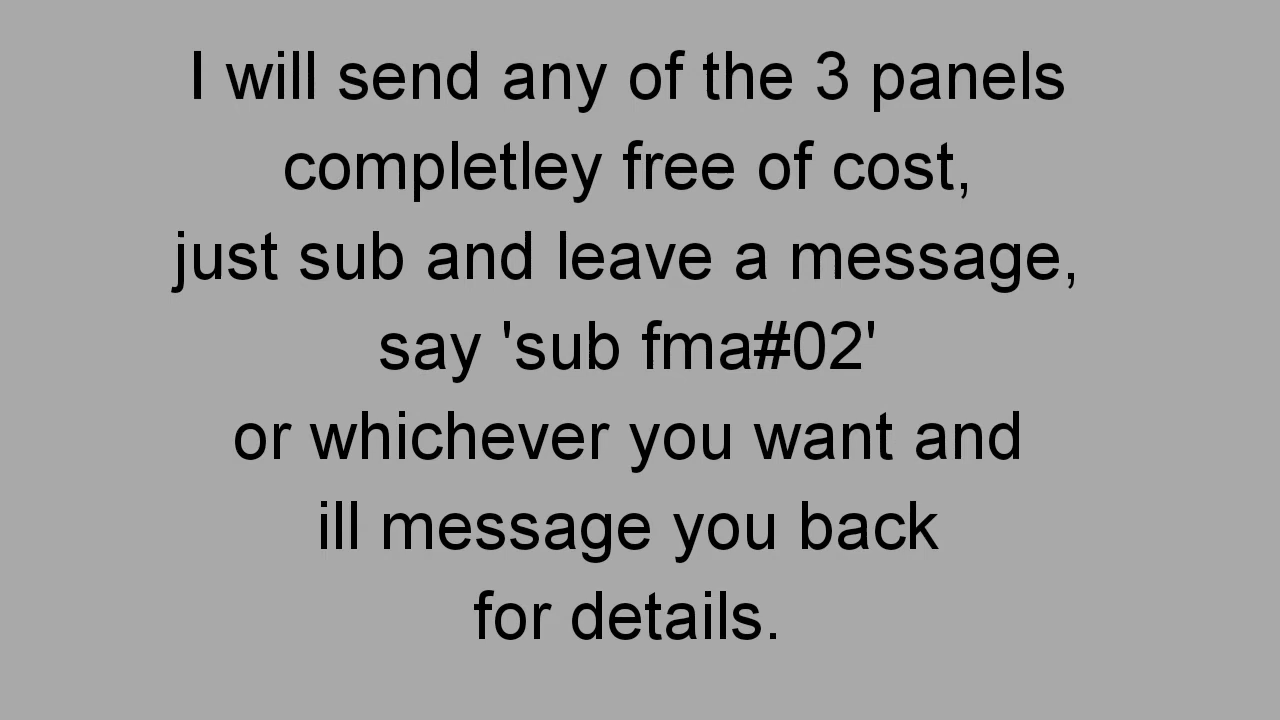 I will send any of the 3 panels
completley free of cost,
just sub and leave a message,
say 'sub fma#02'
or whichever you want and
ill message you back
for details.